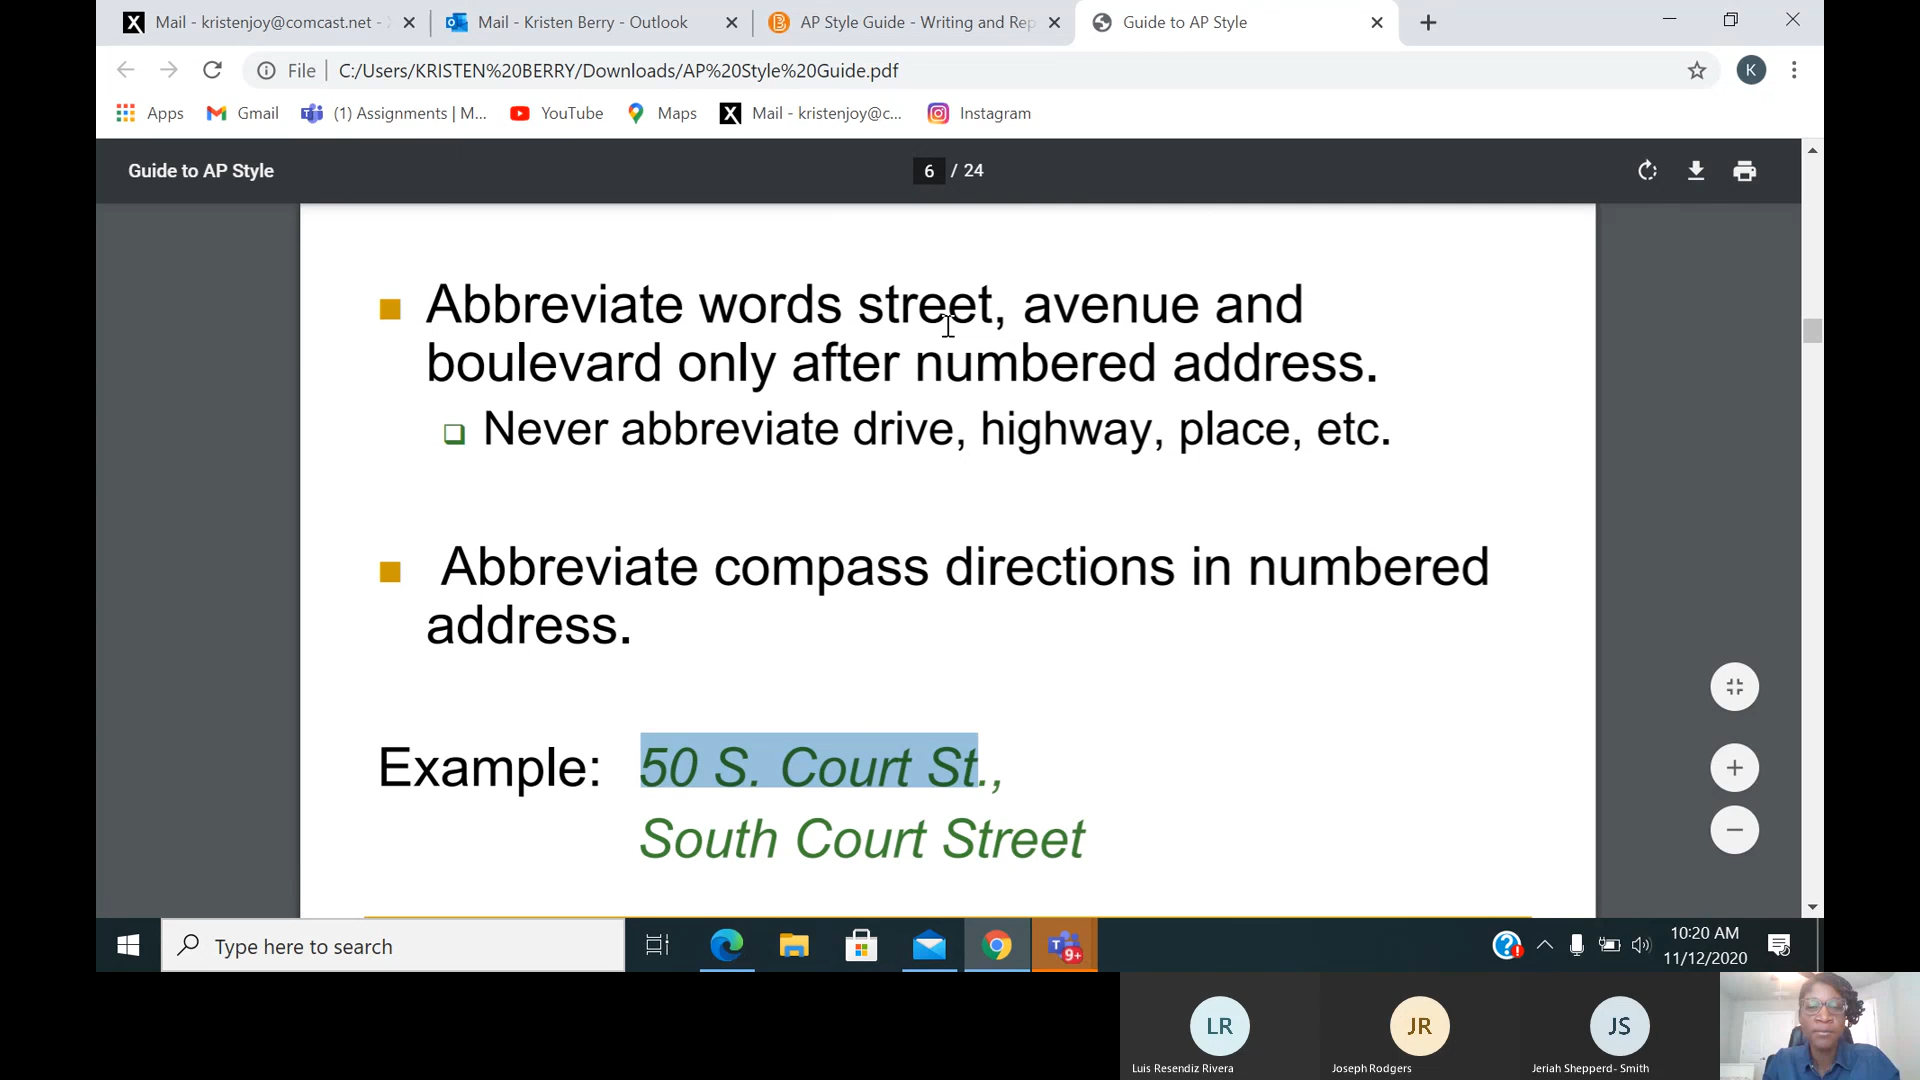 Mail - kristenjoy@comcast.net -
Mail - Kristen Berry - Outlook
AP Style Guide - Writing and Rep
Guide to AP Style
File
C:/Users/KRISTEN%20BERRY/Downloads/AP%20Style%20Guide.pdf
K
Apps
Gmail
(1) Assignments | M...
YouTube
Maps
Mail - kristenjoy@c...
Instagram
Guide to AP Style
6 / 24
Abbreviate words street, avenue and
boulevard only after numbered address.
Never abbreviate drive, highway, place, etc.
Abbreviate compass directions in numbered
address.
Example: 50 S. Court St.,
South Court Street
Type here to search
9+
10:20 AM
11/12/2020
LR
JR
JS
Luis Resendiz Rivera
Joseph Rodgers
Jeriah Shepperd- Smith